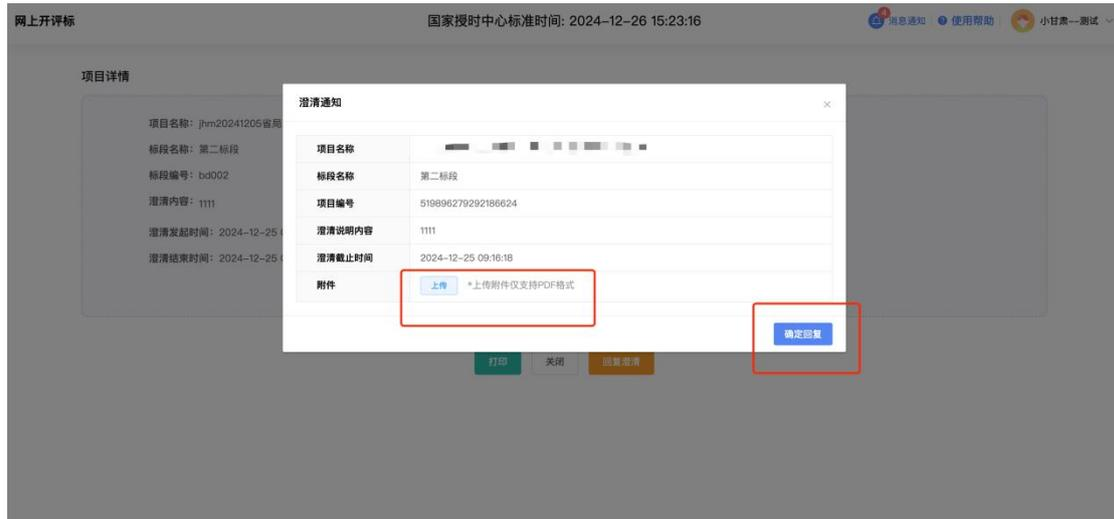 网上开评标
国家授时中心标准时间: 2024-12-26 15:23:16
4
消息通知
使用帮助
小甘肃--测试
项目详情
项目名称: jhm20241205省局
标段名称: 第二标段
标段编号: bd002
澄清内容: 1111
澄清发起时间: 2024-12-25
澄清结束时间: 2024-12-25
澄清通知
项目名称
标段名称 第二标段
项目编号 519896279292186624
澄清说明内容 1111
澄清截止时间 2024-12-25 09:16:18
附件 上传 *上传附件仅支持PDF格式
确定回复
打印 关闭 回复澄清